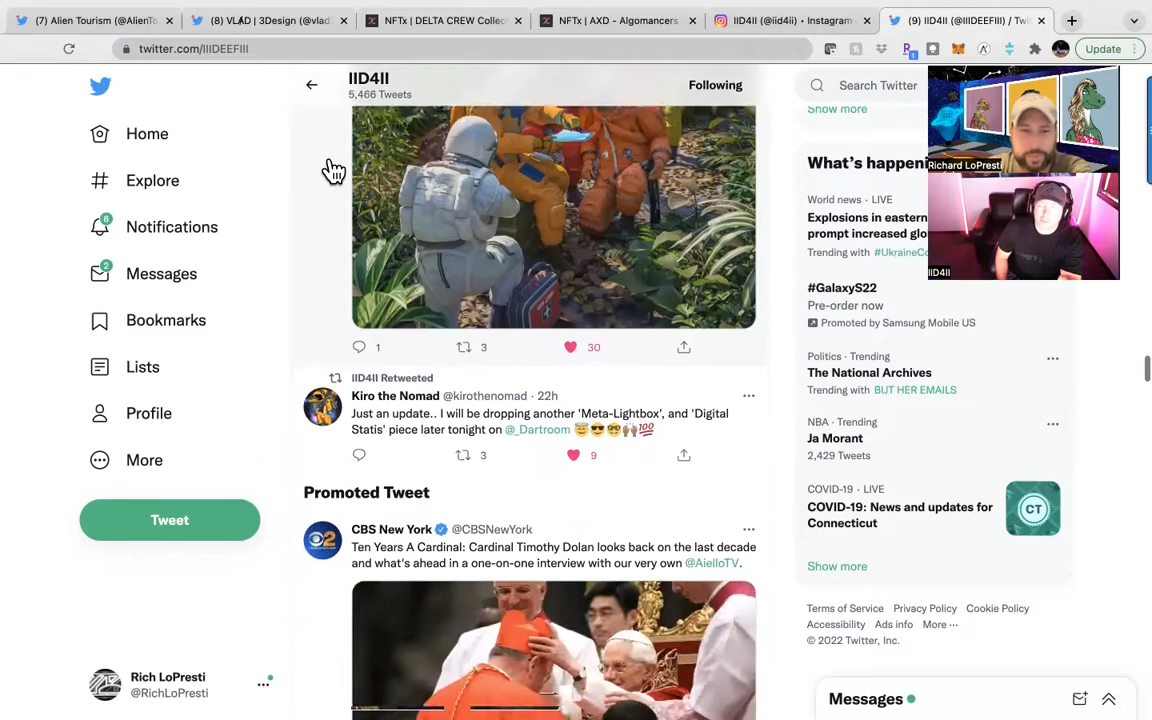 (7) Alien Tourism (@AlienTo
(8) VLAD | 3Design (@vlad
NFTx | DELTA CREW Collec
NFTx | AXD - Algomancers
IID4II (@iid4ii) • Instagram
(9) IID4II (@IIIDEEFIII) / Twi
twitter.com/IIIDEEFIII
Update
IID4II
5,466 Tweets
Following
Search Twitter
Show more
Home
Explore
8
Notifications
2
Messages
Bookmarks
Lists
Profile
More
Tweet
Rich LoPresti
@RichLoPresti
1
3
30
IID4II Retweeted
Kiro the Nomad @kirothenomad · 22h
Just an update.. I will be dropping another 'Meta-Lightbox', and 'Digital
Statis' piece later tonight on @_Dartroom 😇😎🤓🙌🏽💯
3
9
Promoted Tweet
CBS New York @CBSNewYork
Ten Years A Cardinal: Cardinal Timothy Dolan looks back on the last decade
and what's ahead in a one-on-one interview with our very own @AielloTV.
Richard LoPresti
IID4II
What's happeni
World news · LIVE
Explosions in eastern
prompt increased glo
Trending with #UkraineCo
#GalaxyS22
Pre-order now
Promoted by Samsung Mobile US
Politics · Trending
The National Archives
Trending with BUT HER EMAILS
NBA · Trending
Ja Morant
2,429 Tweets
COVID-19 · LIVE
COVID-19: News and updates for
Connecticut
CT
Show more
Terms of Service Privacy Policy Cookie Policy
Accessibility Ads info More ···
© 2022 Twitter, Inc.
Messages